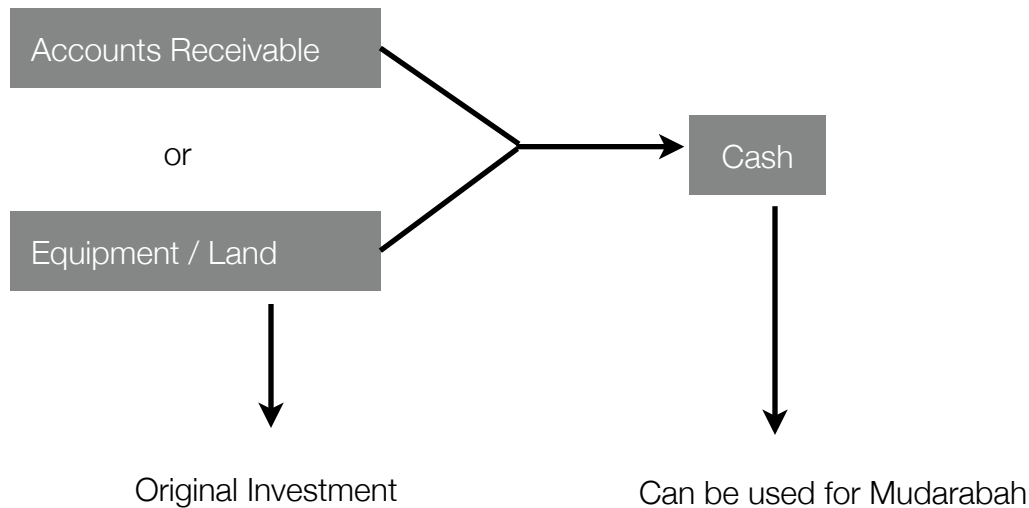 Accounts Receivable
or
Cash
Equipment / Land
Original Investment
Can be used for Mudarabah